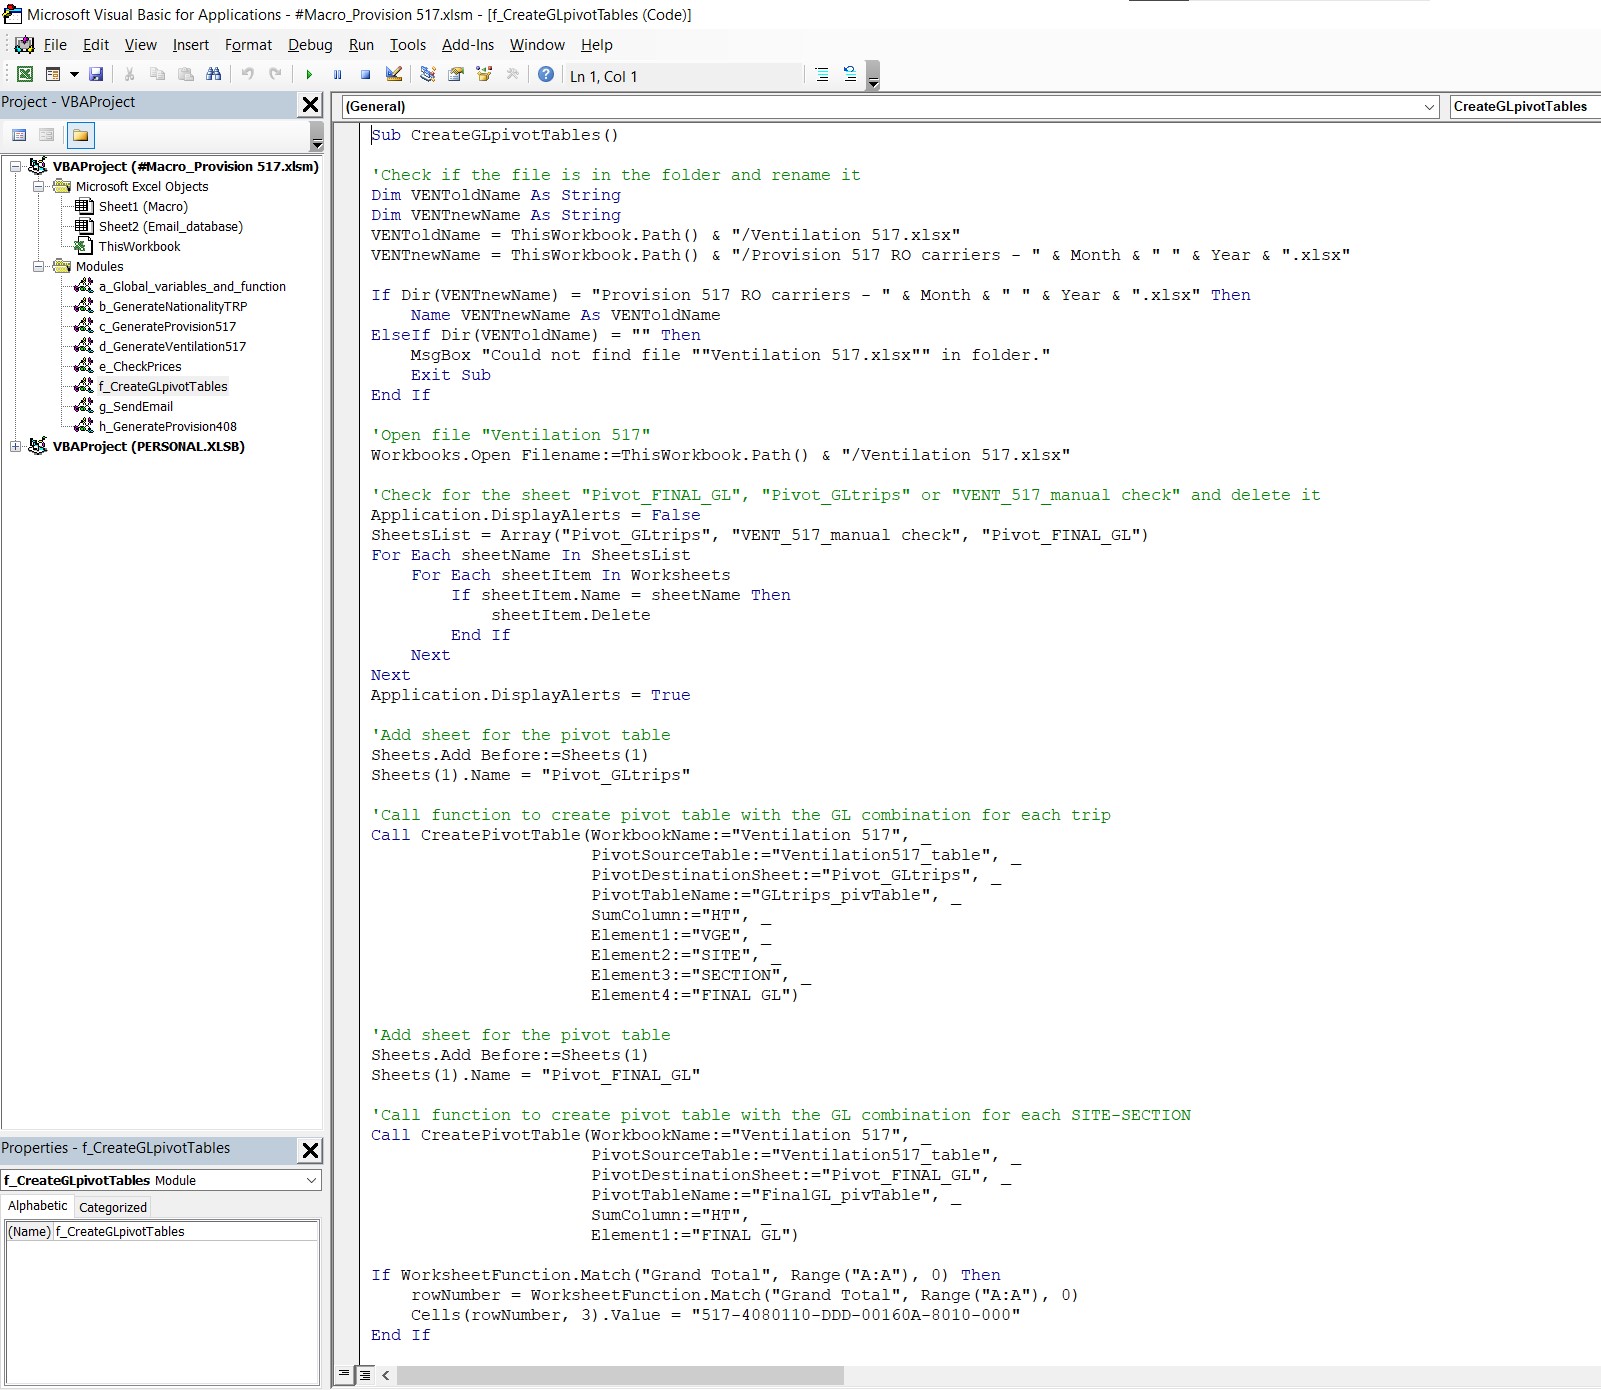 Microsoft Visual Basic for Applications - #Macro_Provision 517.xlsm - [f_CreateGLpivotTables (Code)]
File Edit View Insert Format Debug Run Tools Add-Ins Window Help
Ln 1, Col 1
Project - VBAProject
VBAProject (#Macro_Provision 517.xlsm)
Microsoft Excel Objects
Sheet1 (Macro)
Sheet2 (Email_database)
ThisWorkbook
Modules
a_Global_variables_and_function
b_GenerateNationalityTRP
c_GenerateProvision517
d_GenerateVentilation517
e_CheckPrices
f_CreateGLpivotTables
g_SendEmail
h_GenerateProvision408
VBAProject (PERSONAL.XLSB)
Properties - f_CreateGLpivotTables
f_CreateGLpivotTables Module
Alphabetic Categorized
(Name) f_CreateGLpivotTables
(General) CreateGLpivotTables
Sub CreateGLpivotTables()

'Check if the file is in the folder and rename it
Dim VENToldName As String
Dim VENTnewName As String
VENToldName = ThisWorkbook.Path() & "/Ventilation 517.xlsx"
VENTnewName = ThisWorkbook.Path() & "/Provision 517 RO carriers - " & Month & " " & Year & ".xlsx"

If Dir(VENTnewName) = "Provision 517 RO carriers - " & Month & " " & Year & ".xlsx" Then
    Name VENTnewName As VENToldName
ElseIf Dir(VENToldName) = "" Then
    MsgBox "Could not find file ""Ventilation 517.xlsx"" in folder."
    Exit Sub
End If

'Open file "Ventilation 517"
Workbooks.Open Filename:=ThisWorkbook.Path() & "/Ventilation 517.xlsx"

'Check for the sheet "Pivot_FINAL_GL", "Pivot_GLtrips" or "VENT_517_manual check" and delete it
Application.DisplayAlerts = False
SheetsList = Array("Pivot_GLtrips", "VENT_517_manual check", "Pivot_FINAL_GL")
For Each sheetName In SheetsList
    For Each sheetItem In Worksheets
        If sheetItem.Name = sheetName Then
            sheetItem.Delete
        End If
    Next
Next
Application.DisplayAlerts = True

'Add sheet for the pivot table
Sheets.Add Before:=Sheets(1)
Sheets(1).Name = "Pivot_GLtrips"

'Call function to create pivot table with the GL combination for each trip
Call CreatePivotTable(WorkbookName:="Ventilation 517", _
                      PivotSourceTable:="Ventilation517_table", _
                      PivotDestinationSheet:="Pivot_GLtrips", _
                      PivotTableName:="GLtrips_pivTable", _
                      SumColumn:="HT", _
                      Element1:="VGE", _
                      Element2:="SITE", _
                      Element3:="SECTION", _
                      Element4:="FINAL GL")

'Add sheet for the pivot table
Sheets.Add Before:=Sheets(1)
Sheets(1).Name = "Pivot_FINAL_GL"

'Call function to create pivot table with the GL combination for each SITE-SECTION
Call CreatePivotTable(WorkbookName:="Ventilation 517", _
                      PivotSourceTable:="Ventilation517_table", _
                      PivotDestinationSheet:="Pivot_FINAL_GL", _
                      PivotTableName:="FinalGL_pivTable", _
                      SumColumn:="HT", _
                      Element1:="FINAL GL")

If WorksheetFunction.Match("Grand Total", Range("A:A"), 0) Then
    rowNumber = WorksheetFunction.Match("Grand Total", Range("A:A"), 0)
    Cells(rowNumber, 3).Value = "517-4080110-DDD-00160A-8010-000"
End If